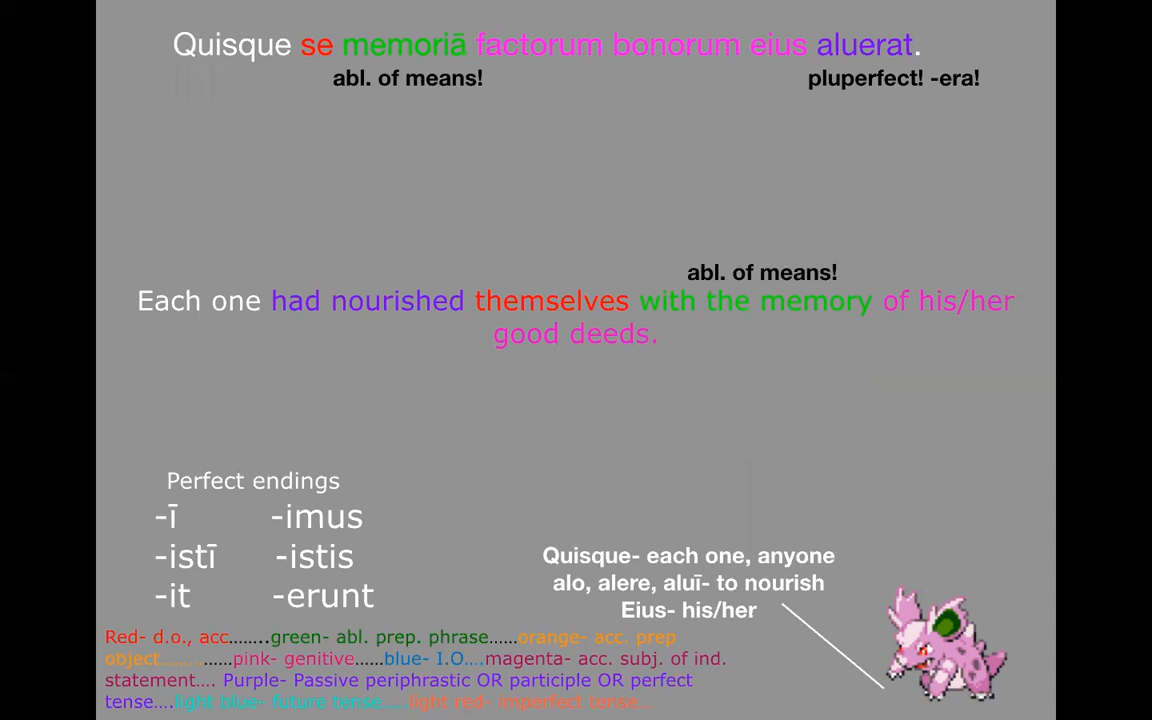 Quisque se memoriā factorum bonorum eius aluerat.
abl. of means!
pluperfect! -era!
abl. of means!
Each one had nourished themselves with the memory of his/her
good deeds.
Perfect endings
-ī -imus
-istī -istis
-it -erunt
Quisque- each one, anyone
alo, alere, aluī- to nourish
Eius- his/her
Red- d.o., acc……..green- abl. prep. phrase……orange- acc. prep
object……………pink- genitive……blue- I.O….magenta- acc. subj. of ind.
statement…. Purple- Passive periphrastic OR participle OR perfect
tense….light blue- future tense…..light red- imperfect tense…